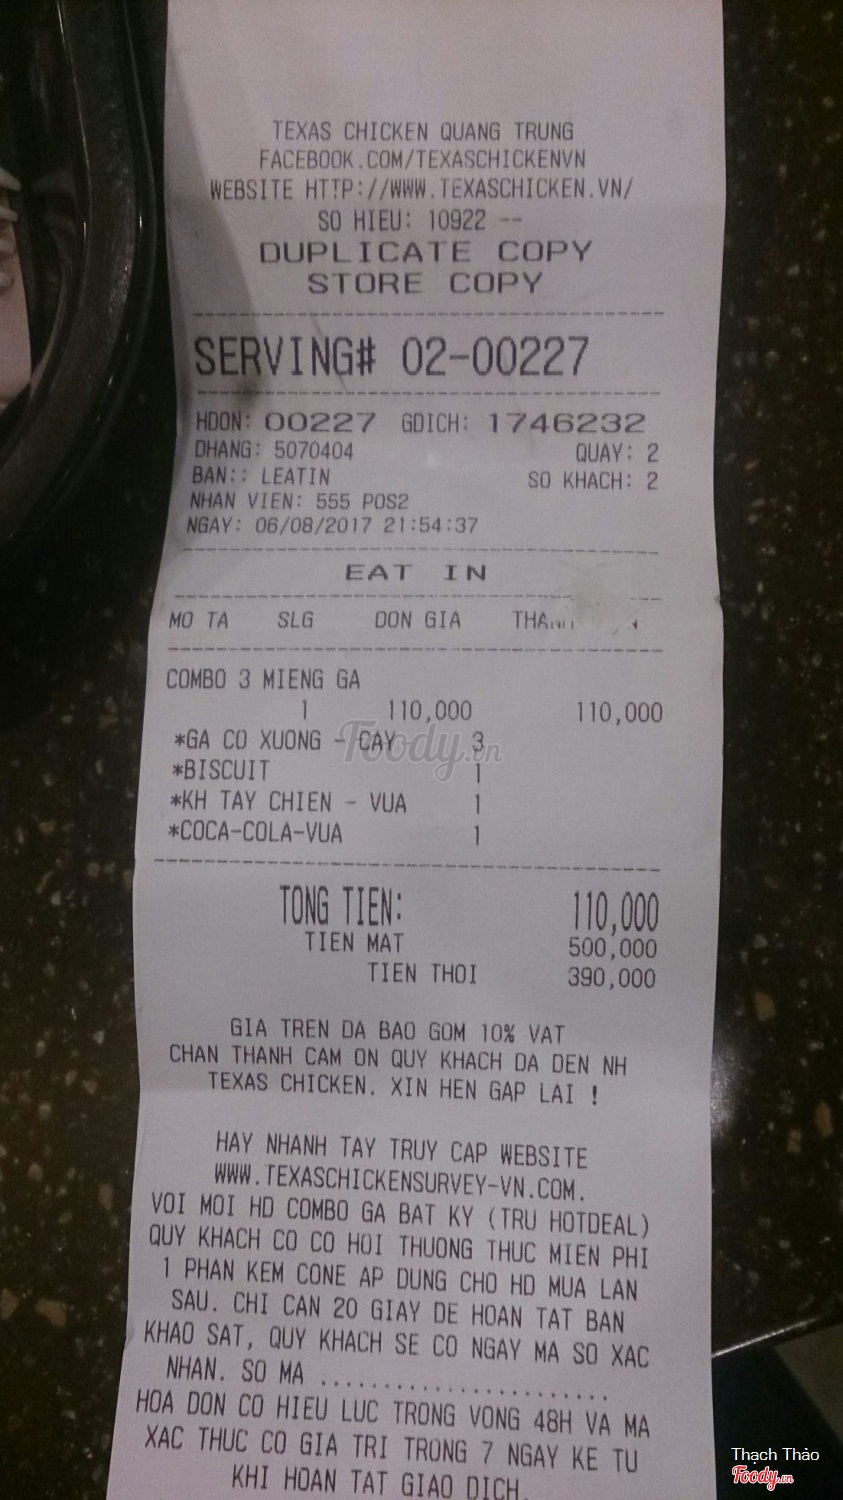 TEXAS CHICKEN QUANG TRUNG
FACEBOOK.COM/TEXASCHICKENVN
WEBSITE HTTP://WWW.TEXASCHICKEN.VN/
SO HIEU: 10922 --
DUPLICATE COPY
STORE COPY
SERVING# 02-00227
HDON: 00227 GDICH: 1746232
DHANG: 5070404 QUAY: 2
BAN:: LEATIN SO KHACH: 2
NHAN VIEN: 555 POS2
NGAY: 06/08/2017 21:54:37
EAT IN
MO TA SLG DON GIA
COMBO 3 MIENG GA
1 110,000 110,000
*GA CO XUONG - CAY 3
Foody.vn
*BISCUIT 1
*KH TAY CHIEN - VUA 1
*COCA-COLA-VUA 1
TONG TIEN: 110,000
TIEN MAT 500,000
TIEN THOI 390,000
GIA TREN DA BAO GOM 10% VAT
CHAN THANH CAM ON QUY KHACH DA DEN NH
TEXAS CHICKEN. XIN HEN GAP LAI !
HAY NHANH TAY TRUY CAP WEBSITE
WWW.TEXASCHICKENSURVEY-VN.COM.
VOI MOI HD COMBO GA BAT KY (TRU HOTDEAL)
QUY KHACH CO CO HOI THUONG THUC MIEN PHI
1 PHAN KEM CONE AP DUNG CHO HD MUA LAN
SAU. CHI CAN 20 GIAY DE HOAN TAT BAN
KHAO SAT, QUY KHACH SE CO NGAY MA SO XAC
NHAN. SO MA .......................
HOA DON CO HIEU LUC TRONG VONG 48H VA MA
XAC THUC CO GIA TRI TRONG 7 NGAY KE TU
KHI HOAN TAT GIAO DICH.
Thạch Thảo
Foody.vn